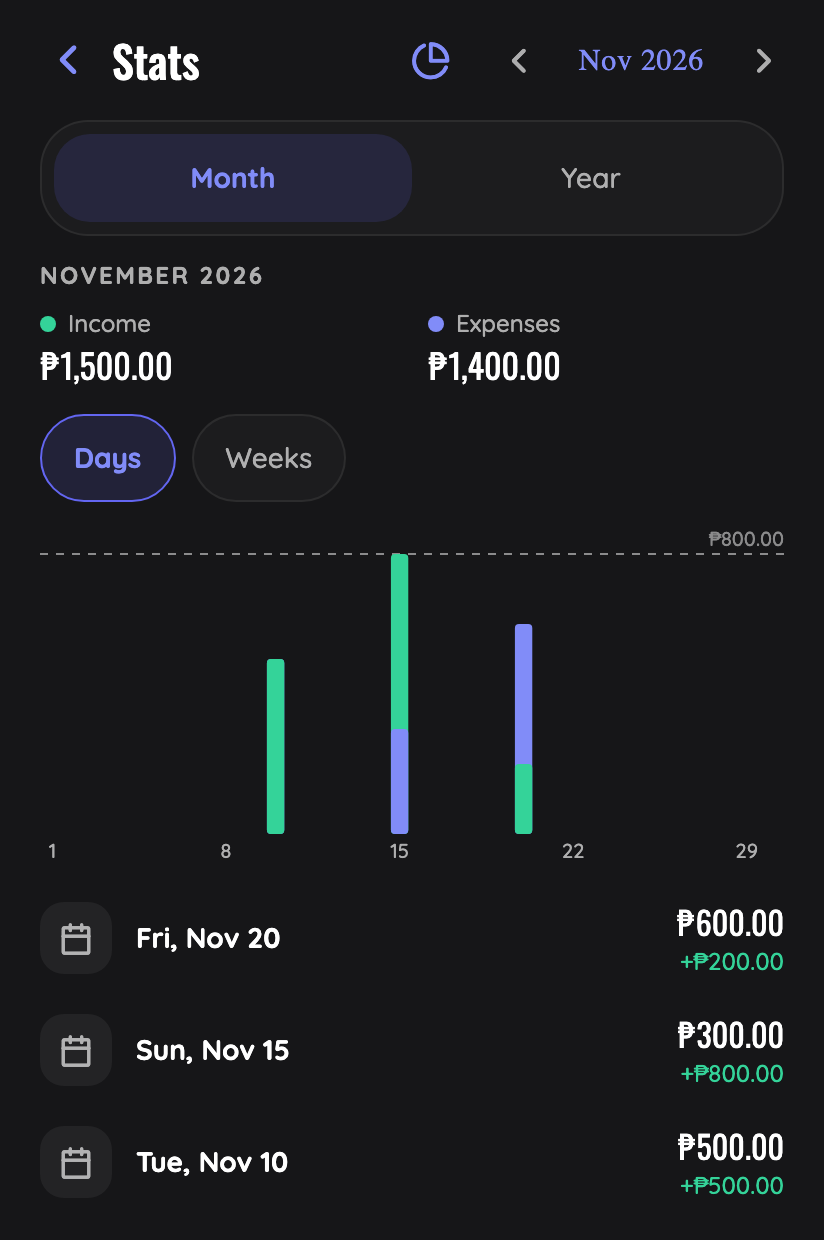 Stats
Nov 2026
Month
Year
NOVEMBER 2026
Income
Expenses
₱1,500.00
₱1,400.00
Days
Weeks
₱800.00
1 8 15 22 29
Fri, Nov 20
₱600.00
+₱200.00
Sun, Nov 15
₱300.00
+₱800.00
Tue, Nov 10
₱500.00
+₱500.00